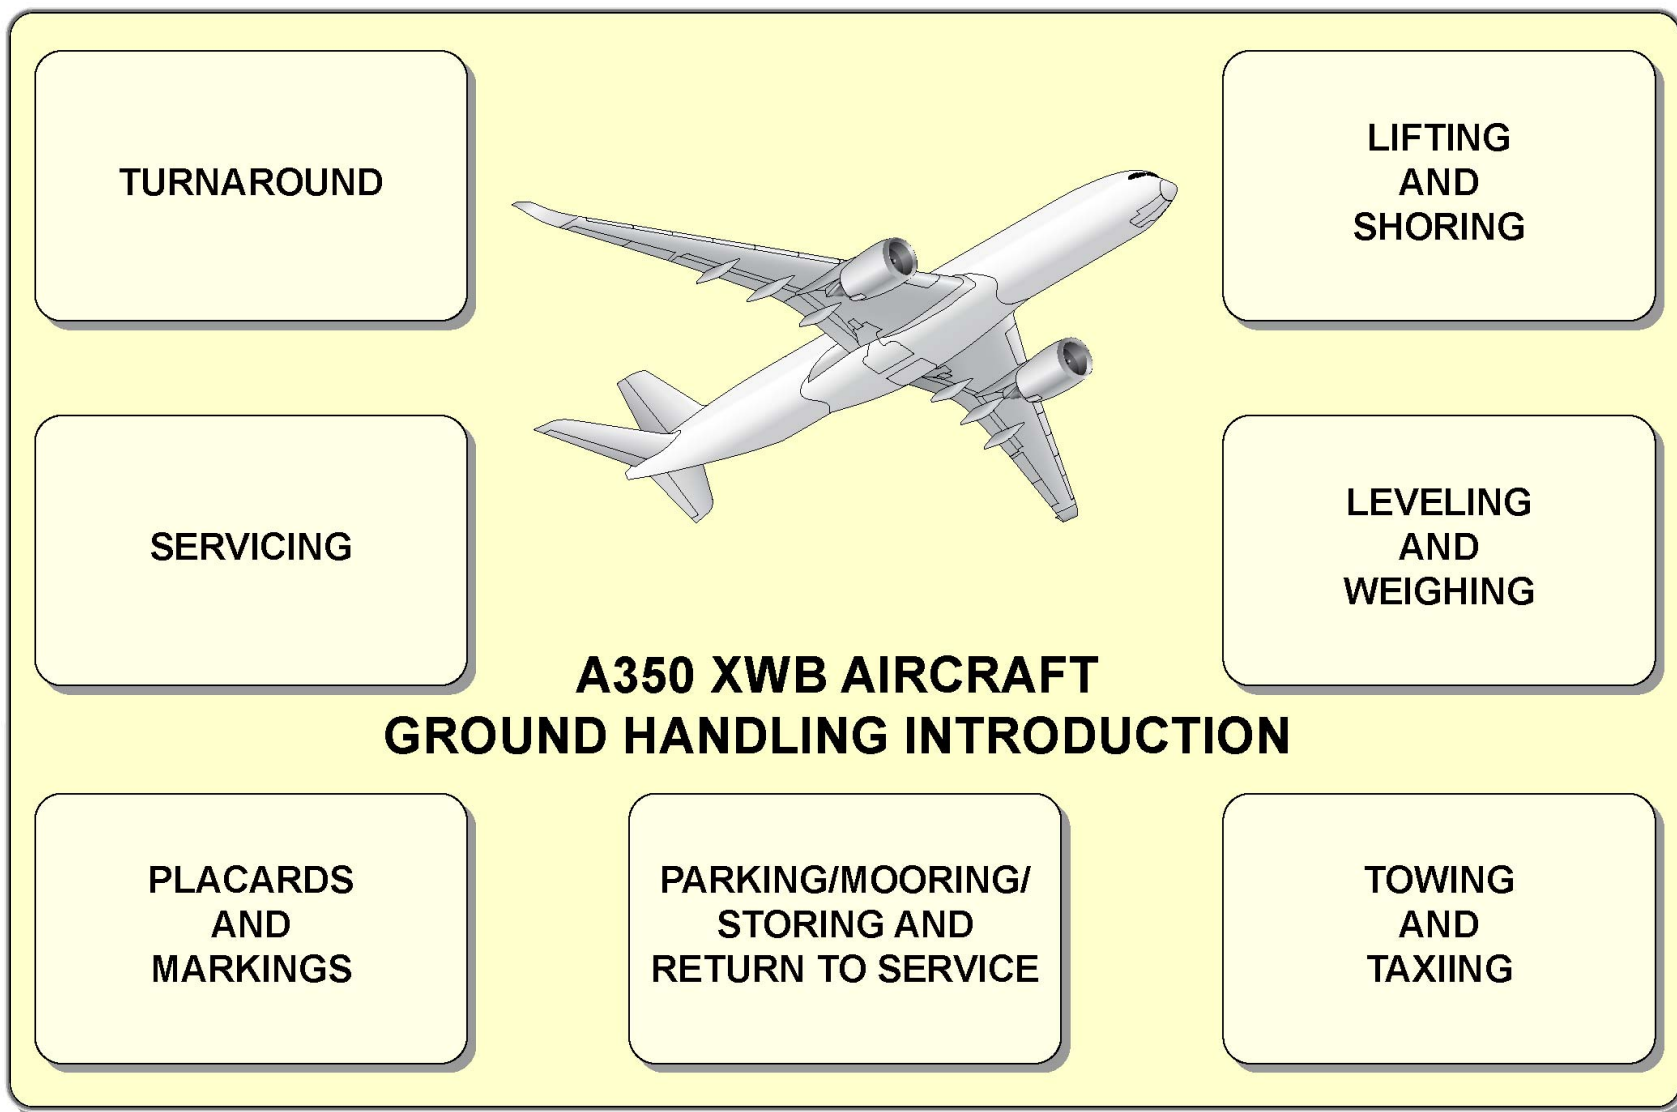 TURNAROUND
LIFTING
AND
SHORING
SERVICING
LEVELING
AND
WEIGHING
A350 XWB AIRCRAFT
GROUND HANDLING INTRODUCTION
PLACARDS
AND
MARKINGS
PARKING/MOORING/
STORING AND
RETURN TO SERVICE
TOWING
AND
TAXIING